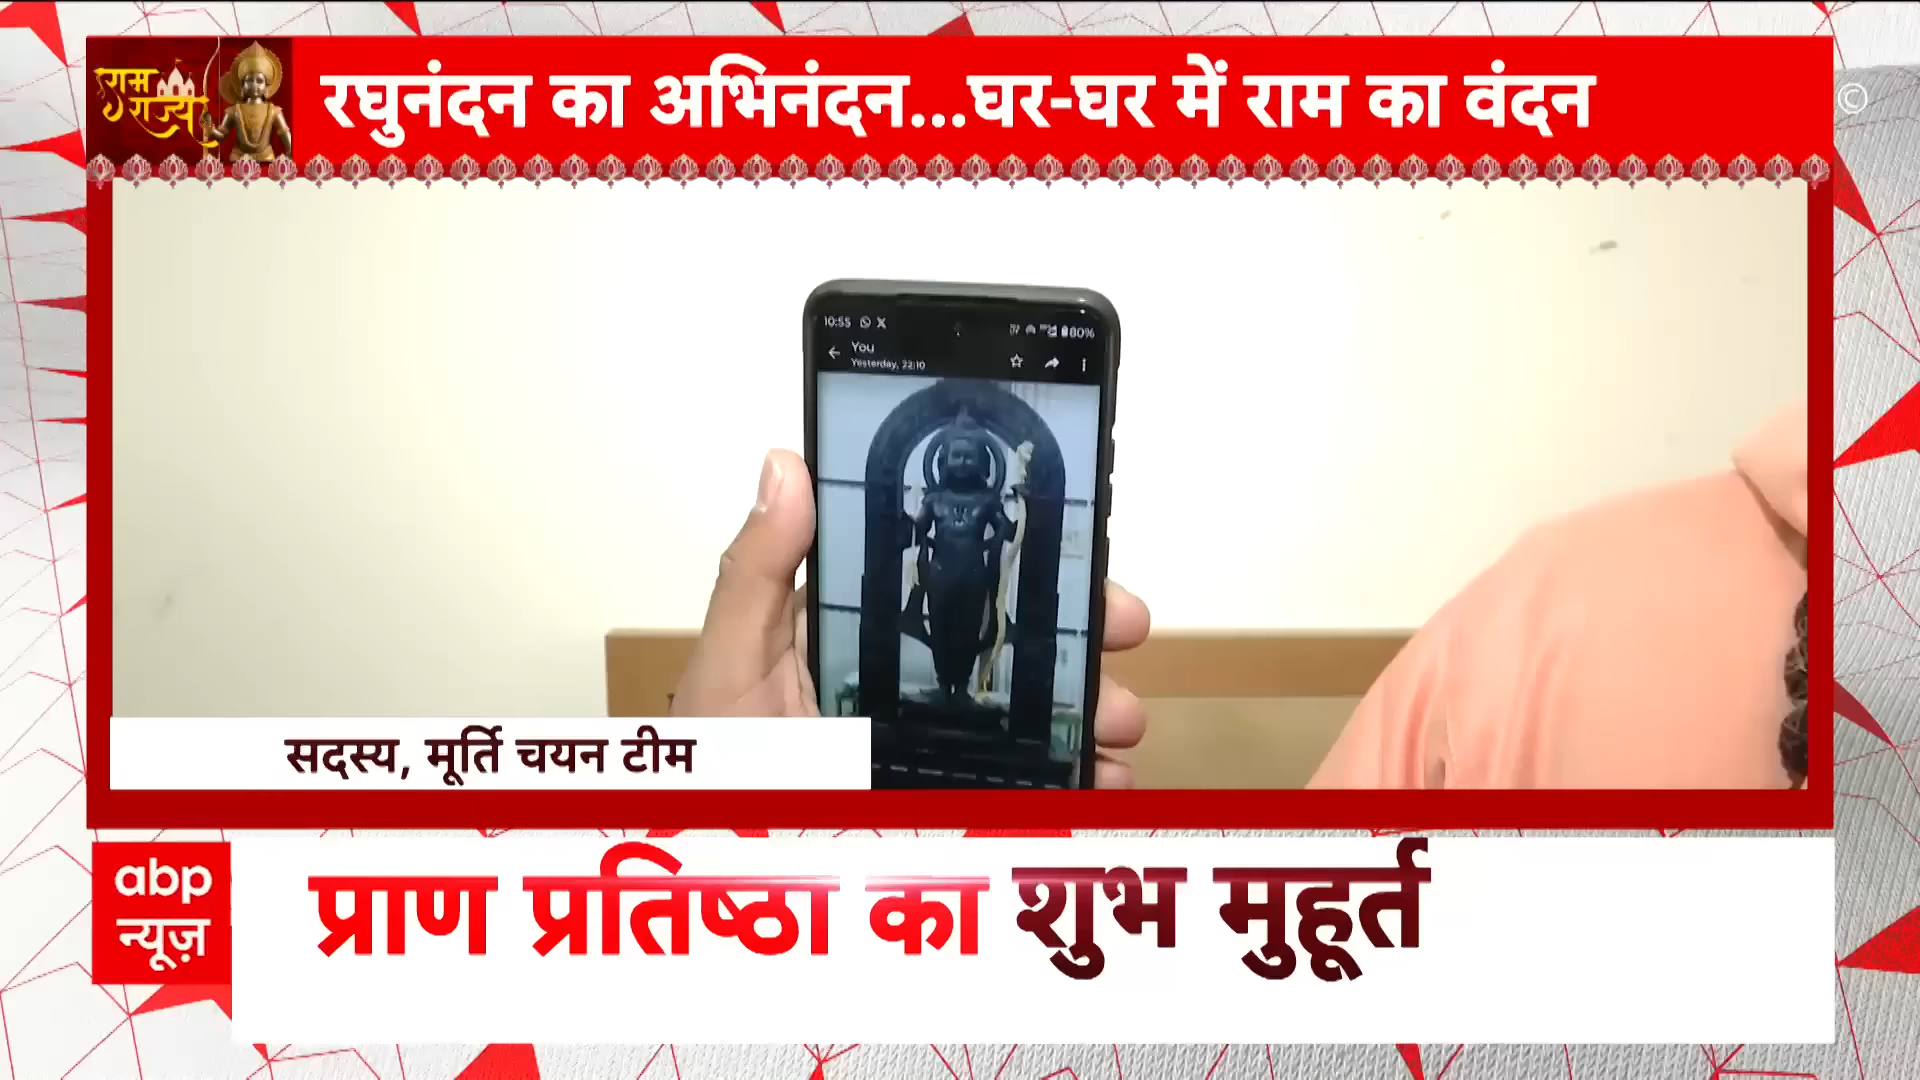 राम
राज्य
रघुनंदन का अभिनंदन...घर-घर में राम का वंदन
©
10:55
80%
You
Yesterday, 22:10
सदस्य, मूर्ति चयन टीम
abp
न्यूज़
प्राण प्रतिष्ठा का शुभ मुहूर्त